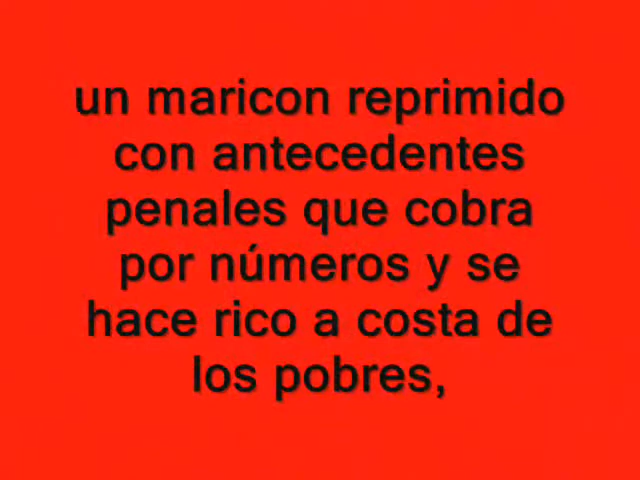 un maricon reprimido
con antecedentes
penales que cobra
por números y se
hace rico a costa de
los pobres,